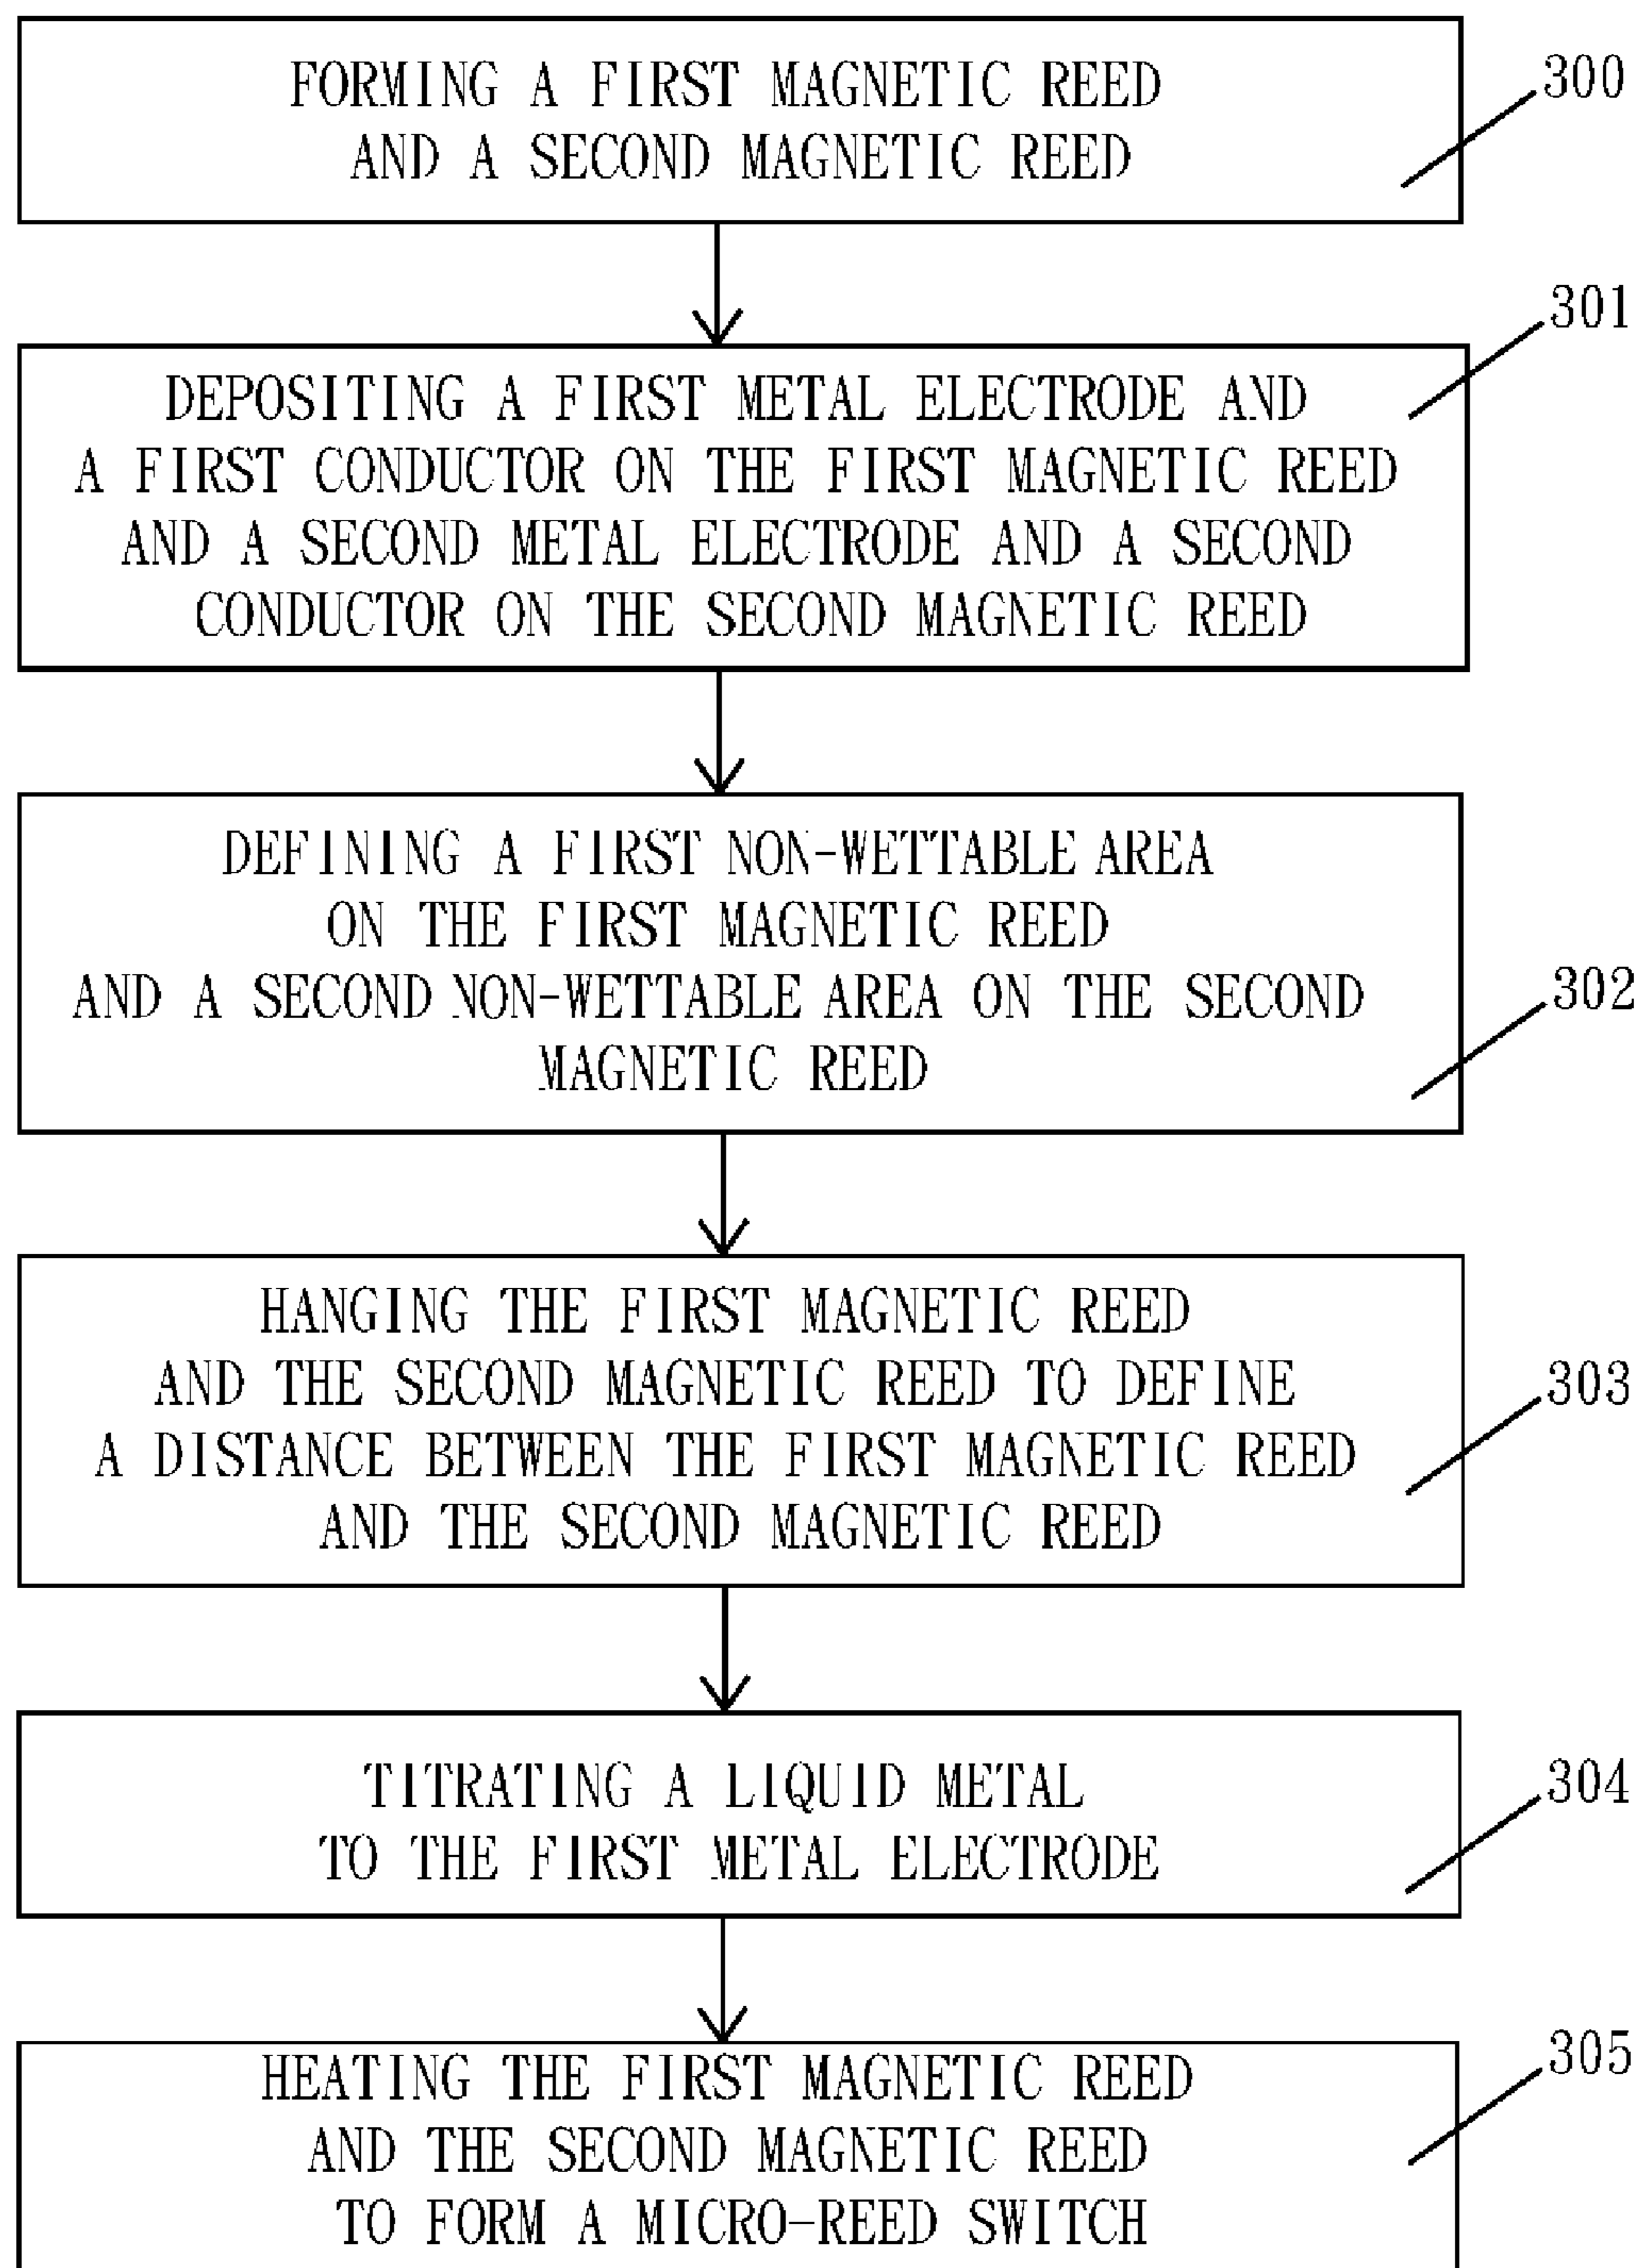 FORMING A FIRST MAGNETIC REED
AND A SECOND MAGNETIC REED
300
301
DEPOSITING A FIRST METAL ELECTRODE AND
A FIRST CONDUCTOR ON THE FIRST MAGNETIC REED
AND A SECOND METAL ELECTRODE AND A SECOND
CONDUCTOR ON THE SECOND MAGNETIC REED
DEFINING A FIRST NON-WETTABLE AREA
ON THE FIRST MAGNETIC REED
AND A SECOND NON-WETTABLE AREA ON THE SECOND
MAGNETIC REED
302
HANGING THE FIRST MAGNETIC REED
AND THE SECOND MAGNETIC REED TO DEFINE
A DISTANCE BETWEEN THE FIRST MAGNETIC REED
AND THE SECOND MAGNETIC REED
303
TITRATING A LIQUID METAL
TO THE FIRST METAL ELECTRODE
304
HEATING THE FIRST MAGNETIC REED
AND THE SECOND MAGNETIC REED
TO FORM A MICRO-REED SWITCH
305